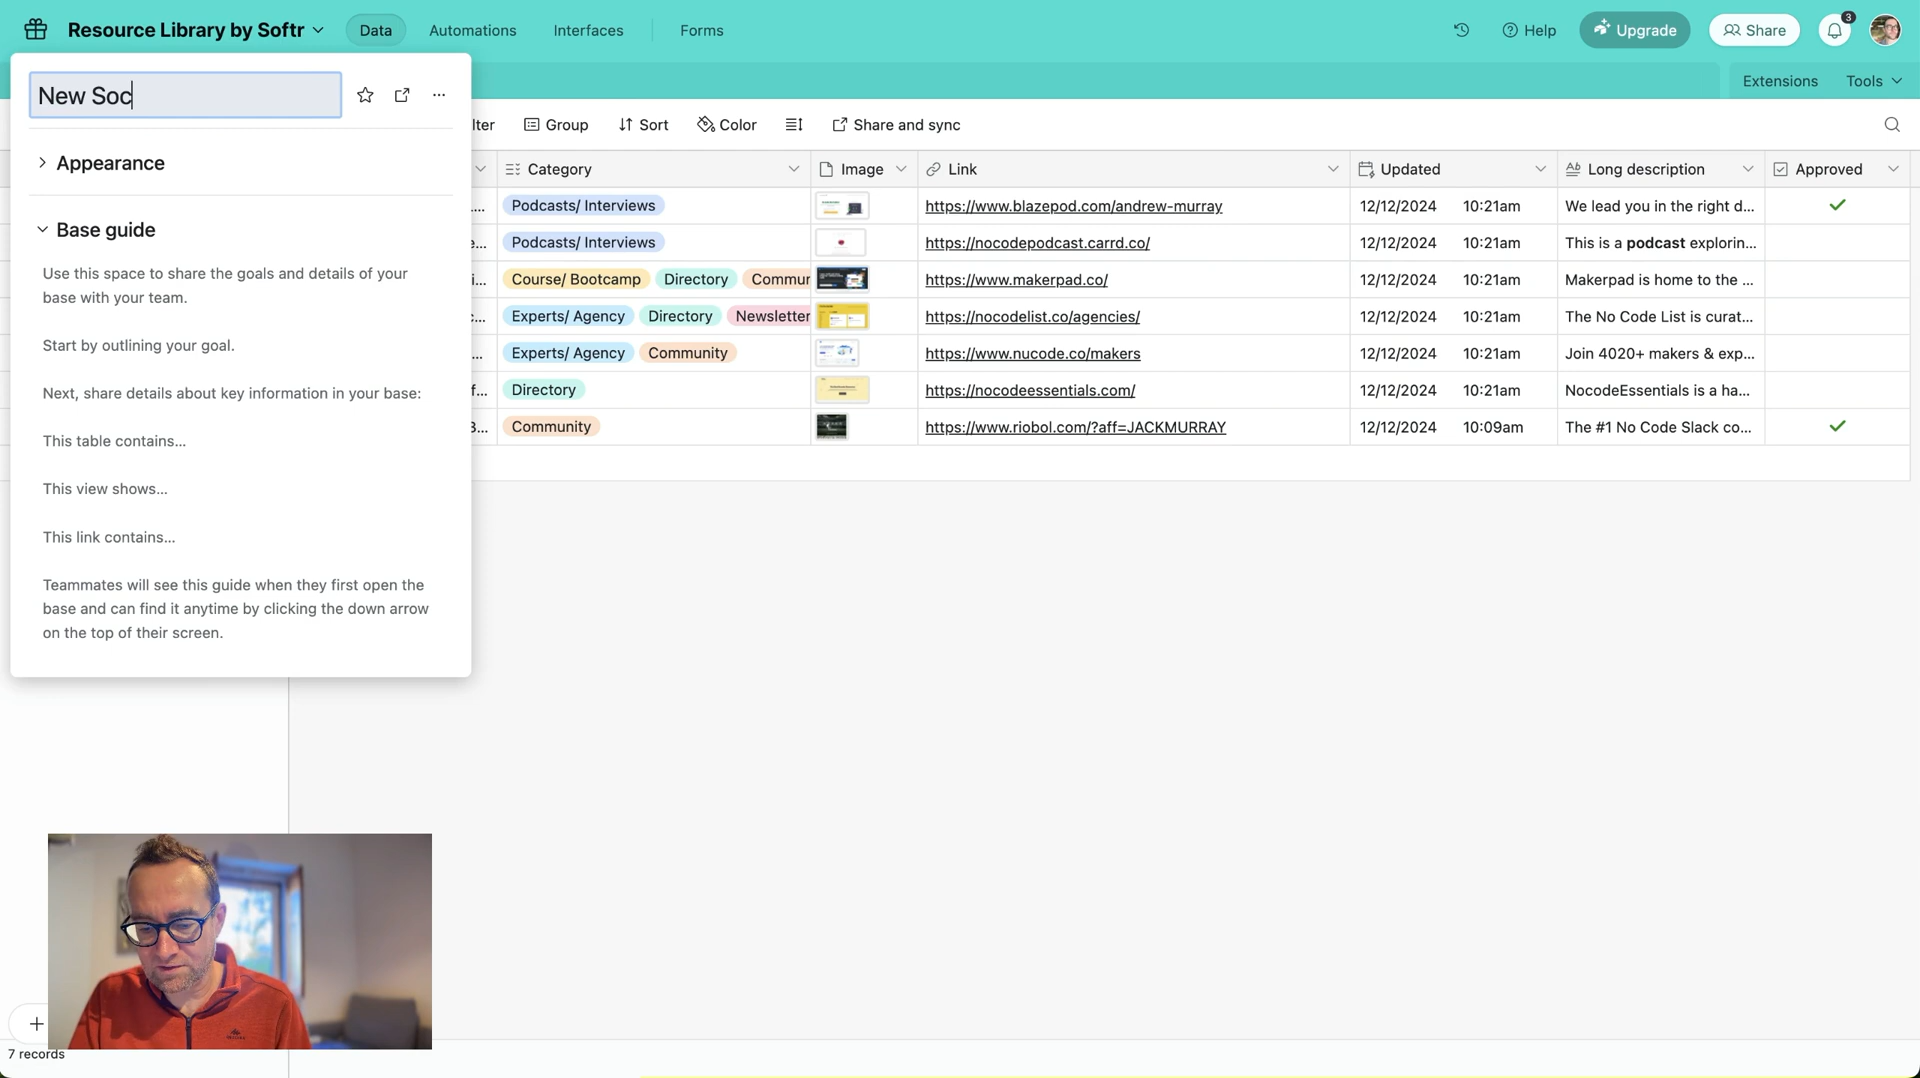 Resource Library by Softr
Data
Automations
Interfaces
Forms
Help
Upgrade
Share
3
New Soc
Extensions
Tools
lter
Group
Sort
Color
Share and sync
Appearance
Category
Image
Link
Updated
Long description
Approved
... Podcasts/ Interviews https://www.blazepod.com/andrew-murray 12/12/2024 10:21am We lead you in the right d...
e... Podcasts/ Interviews https://nocodepodcast.carrd.co/ 12/12/2024 10:21am This is a podcast explorin...
i... Course/ Bootcamp Directory Commun https://www.makerpad.co/ 12/12/2024 10:21am Makerpad is home to the ...
c... Experts/ Agency Directory Newsletter https://nocodelist.co/agencies/ 12/12/2024 10:21am The No Code List is curat...
... Experts/ Agency Community https://www.nucode.co/makers 12/12/2024 10:21am Join 4020+ makers & exp...
f... Directory https://nocodeessentials.com/ 12/12/2024 10:21am NocodeEssentials is a ha...
3... Community https://www.riobol.com/?aff=JACKMURRAY 12/12/2024 10:09am The #1 No Code Slack co...
Base guide
Use this space to share the goals and details of your
base with your team.
Start by outlining your goal.
Next, share details about key information in your base:
This table contains...
This view shows...
This link contains...
Teammates will see this guide when they first open the
base and can find it anytime by clicking the down arrow
on the top of their screen.
7 records